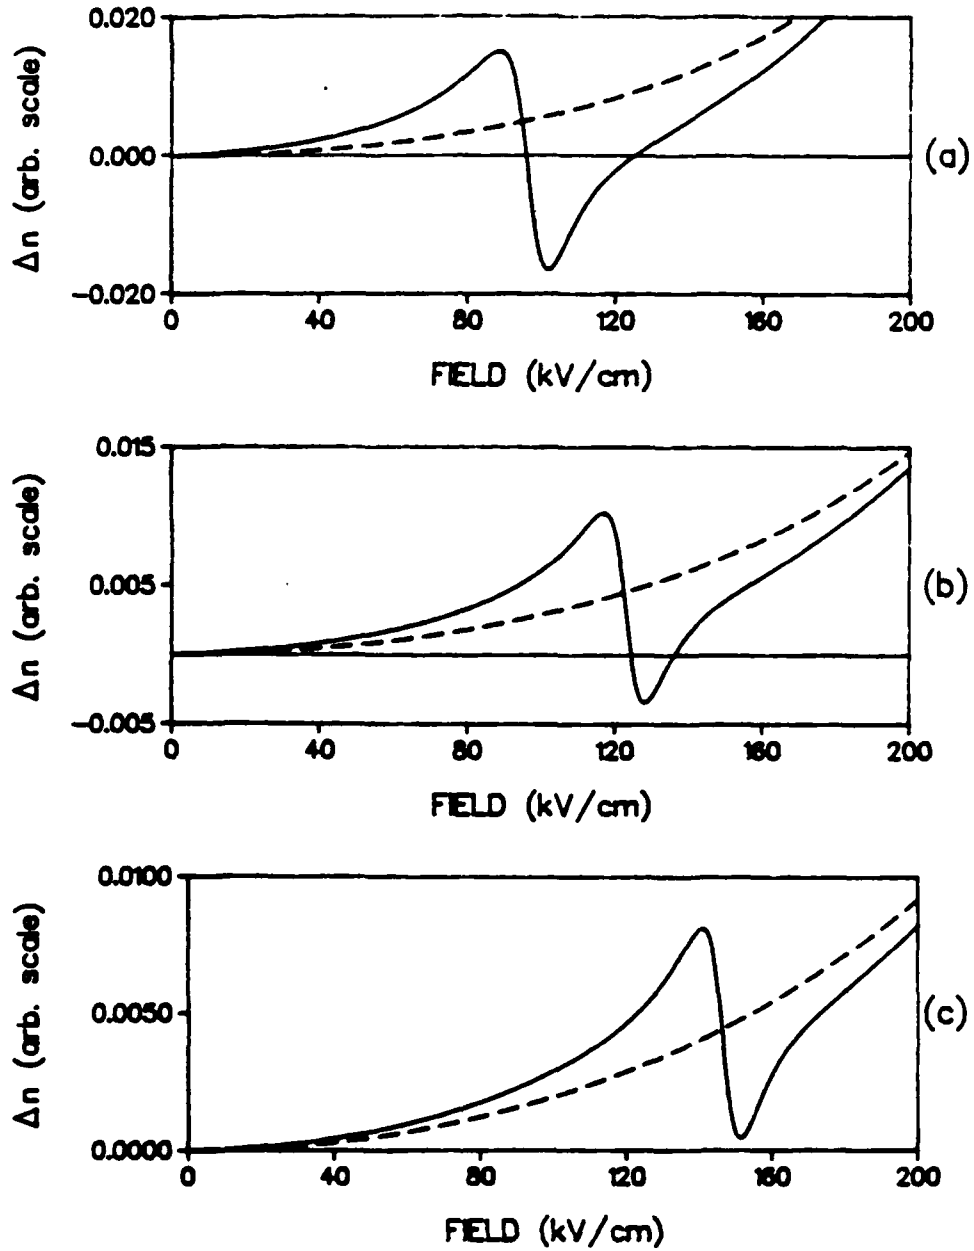 0.020
0.000
−0.020
Δn (arb. scale)
0 40 80 120 160 200
FIELD (kV/cm)
(a)
0.015
0.005
−0.005
Δn (arb. scale)
0 40 80 120 160 200
FIELD (kV/cm)
(b)
0.0100
0.0050
0.0000
Δn (arb. scale)
0 40 80 120 160 200
FIELD (kV/cm)
(c)